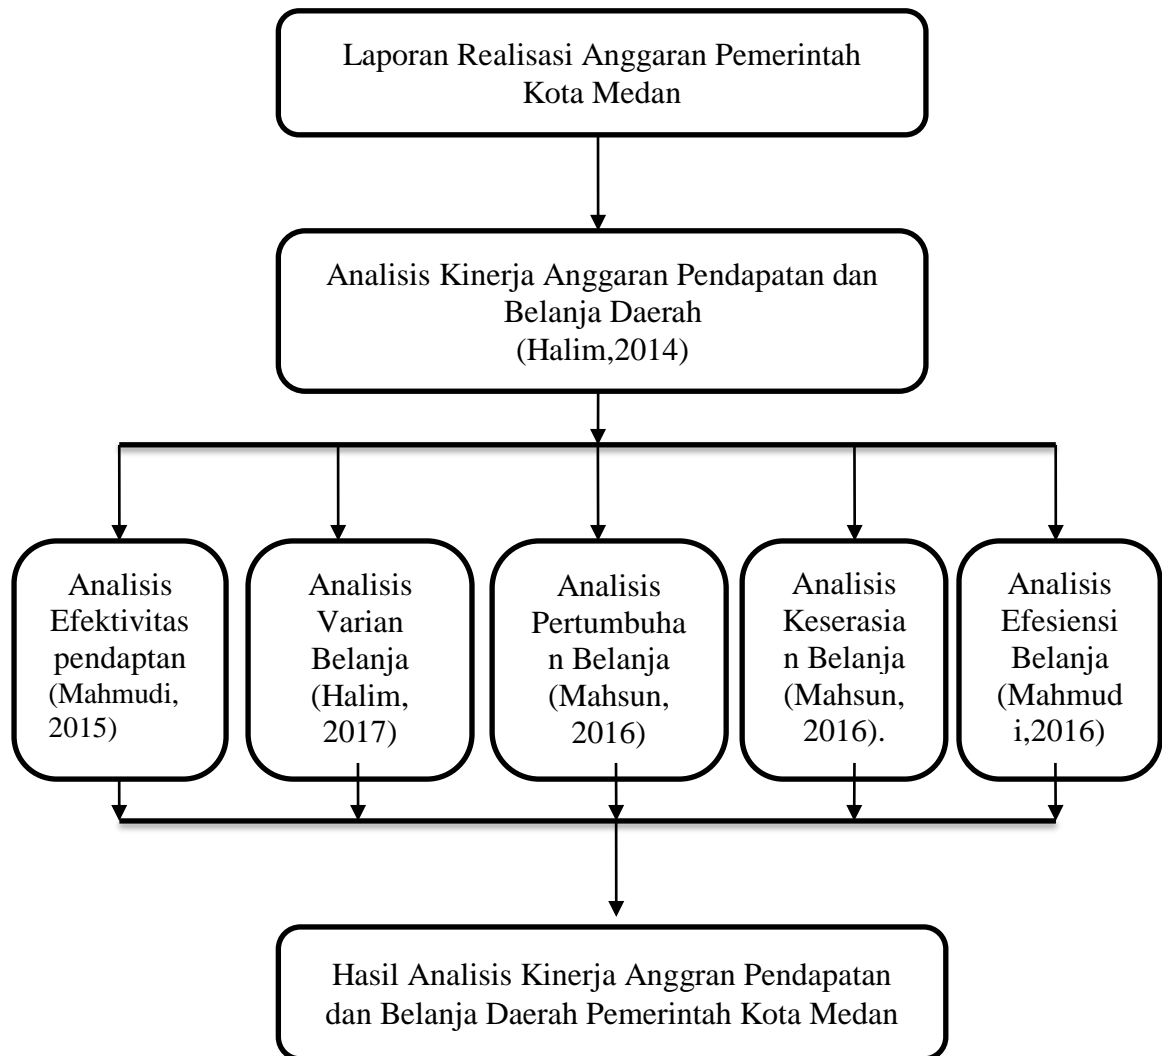 Laporan Realisasi Anggaran Pemerintah
Kota Medan
Analisis Kinerja Anggaran Pendapatan dan
Belanja Daerah
(Halim,2014)
Analisis
Efektivitas
pendaptan
(Mahmudi,
2015)
Analisis
Varian
Belanja
(Halim,
2017)
Analisis
Pertumbuha
n Belanja
(Mahsun,
2016)
Analisis
Keserasia
n Belanja
(Mahsun,
2016).
Analisis
Efesiensi
Belanja
(Mahmud
i,2016)
Hasil Analisis Kinerja Anggran Pendapatan
dan Belanja Daerah Pemerintah Kota Medan